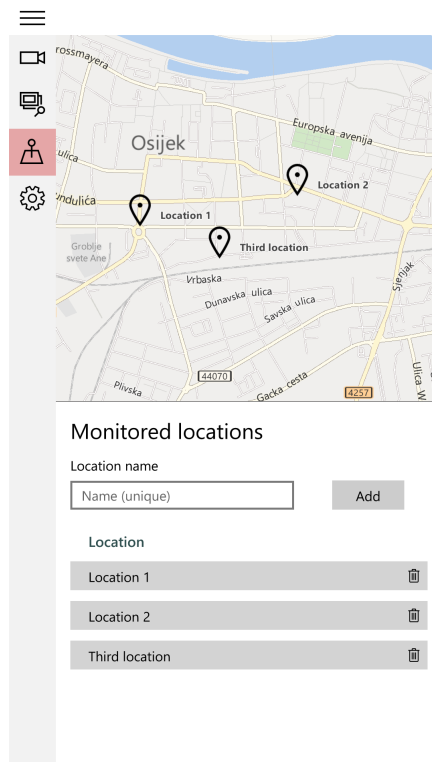 rossmayera
Europska avenija
Osijek
ulica
Location 2
undulića
Location 1
Groblje
svete Ane
Third location
Vrbaska
Sjenjak
Dunavska ulica
Savska ulica
44070
Plivska
Gacka cesta
4257
Ulica W
Monitored locations
Location name
Name (unique)
Add
Location
Location 1
Location 2
Third location